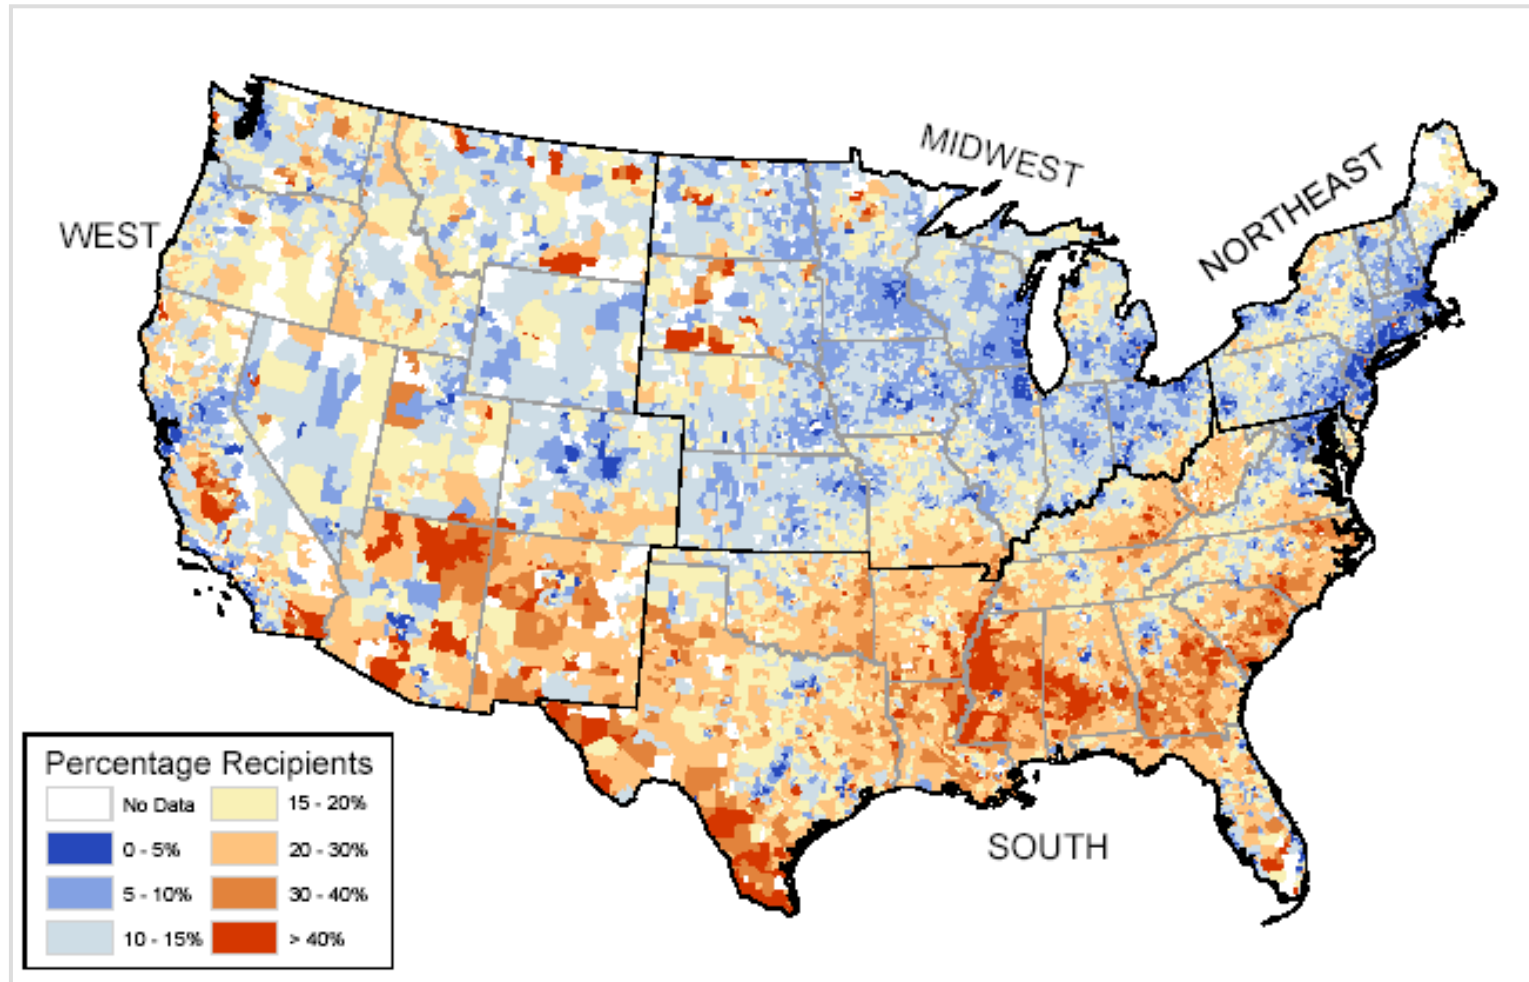 MIDWEST
NORTHEAST
WEST
SOUTH
Percentage Recipients
No Data
15 - 20%
0 - 5%
20 - 30%
5 - 10%
30 - 40%
10 - 15%
> 40%